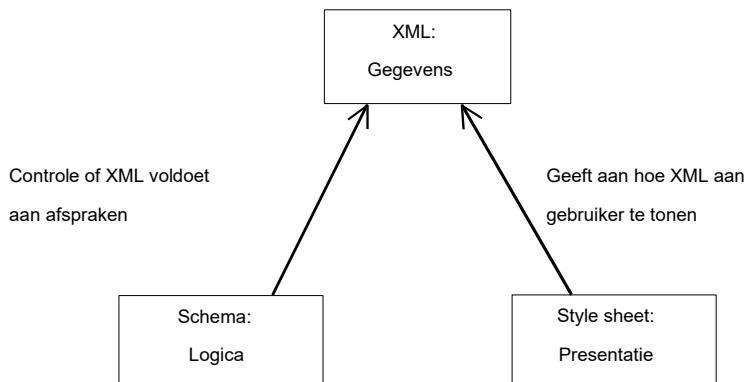 XML:
Gegevens
Controle of XML voldoet
aan afspraken
Geeft aan hoe XML aan
gebruiker te tonen
Schema:
Logica
Style sheet:
Presentatie